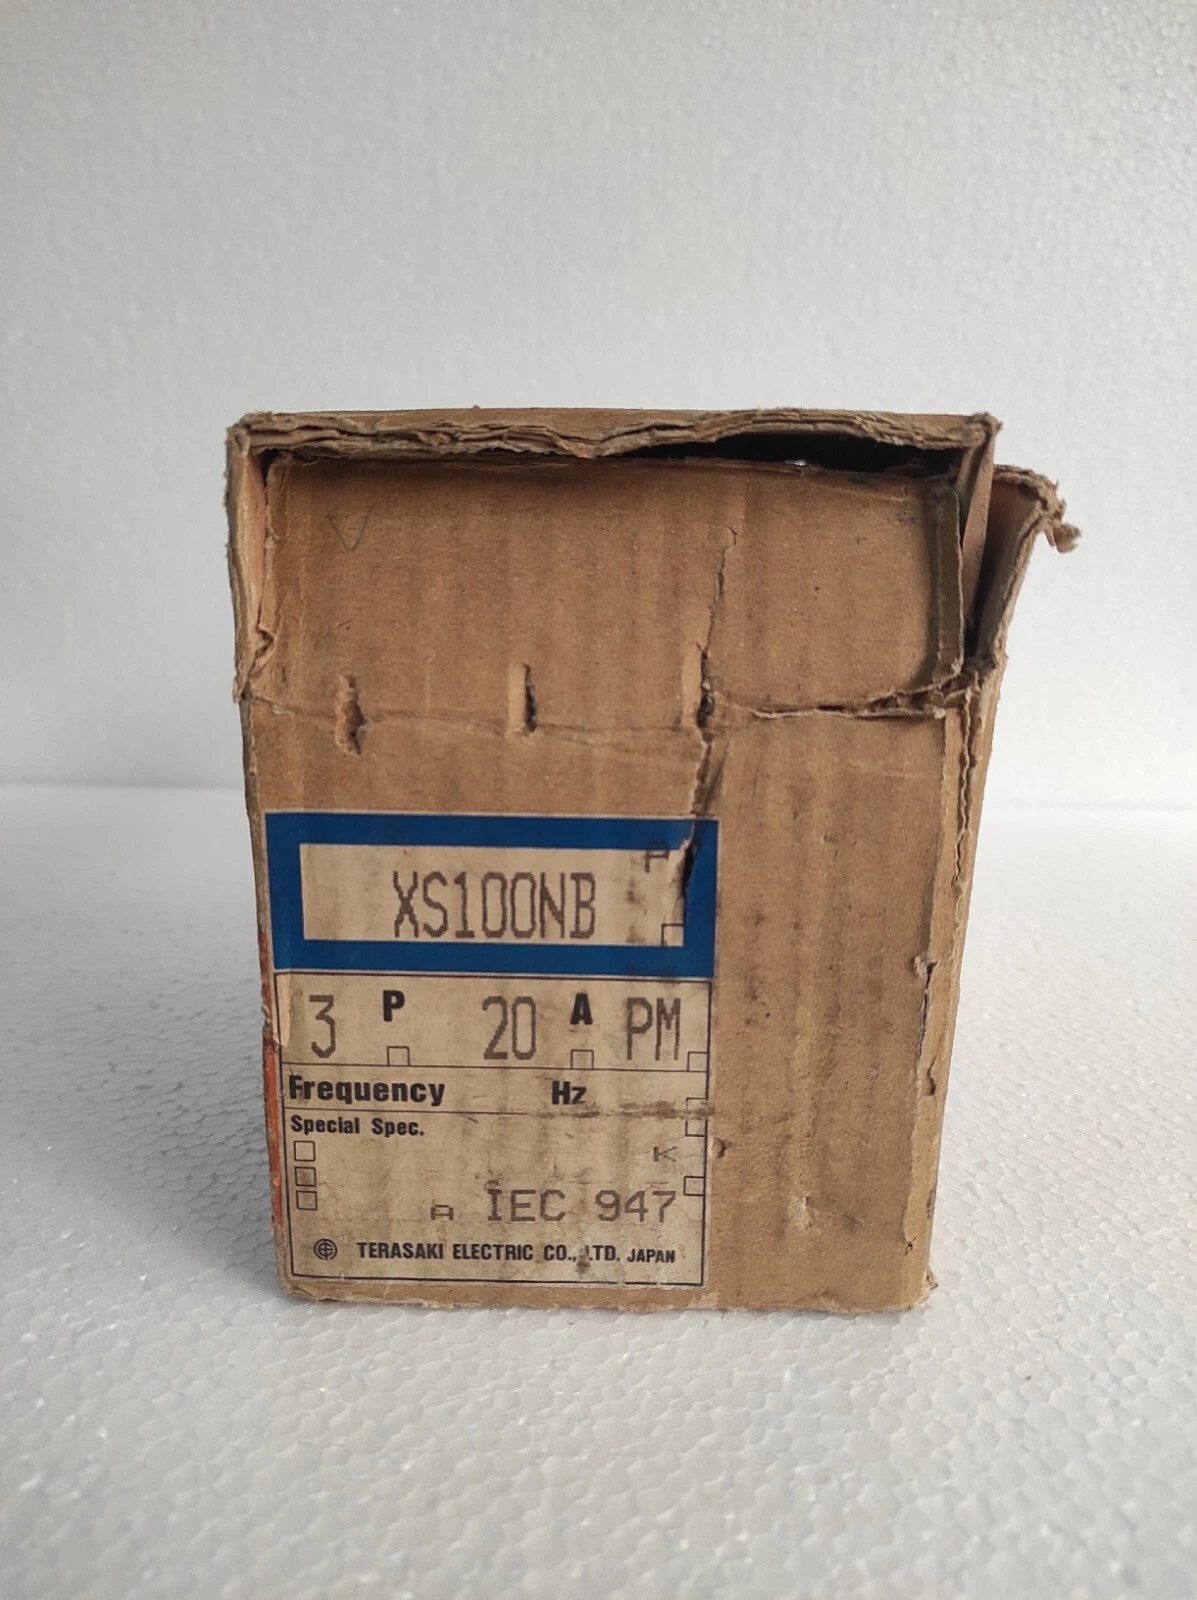 A
XS100NB
3 P 20 A PM
Frequency Hz
Special Spec.
K
A IEC 947
TERASAKI ELECTRIC CO., LTD. JAPAN